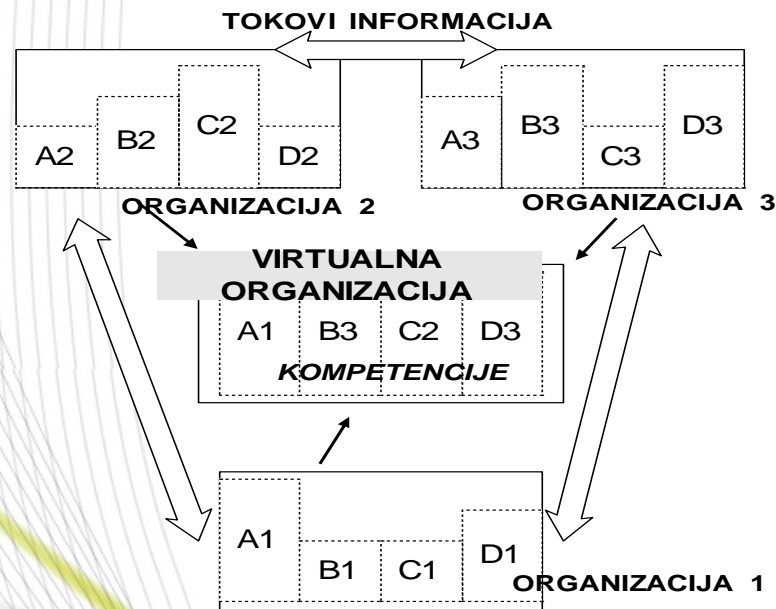 TOKOVI INFORMACIJA
A2 B2 C2 D2
A3 B3 C3 D3
ORGANIZACIJA 2
ORGANIZACIJA 3
VIRTUALNA
ORGANIZACIJA
A1 B3 C2 D3
KOMPETENCIJE
A1 B1 C1 D1
ORGANIZACIJA 1